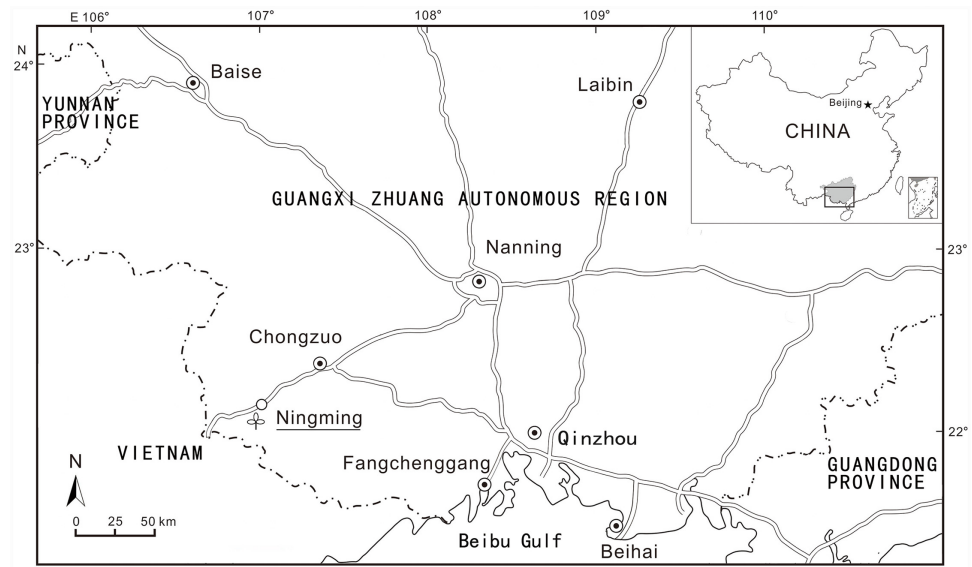 E 106°
107°
108°
109°
110°
N
24°
Baise
Laibin
Beijing
CHINA
YUNNAN
PROVINCE
GUANGXI ZHUANG AUTONOMOUS REGION
23°
23°
Nanning
Chongzuo
Ningming
22°
Qinzhou
VIETNAM
Fangchenggang
GUANGDONG
PROVINCE
N
0 25 50 km
Beibu Gulf
Beihai